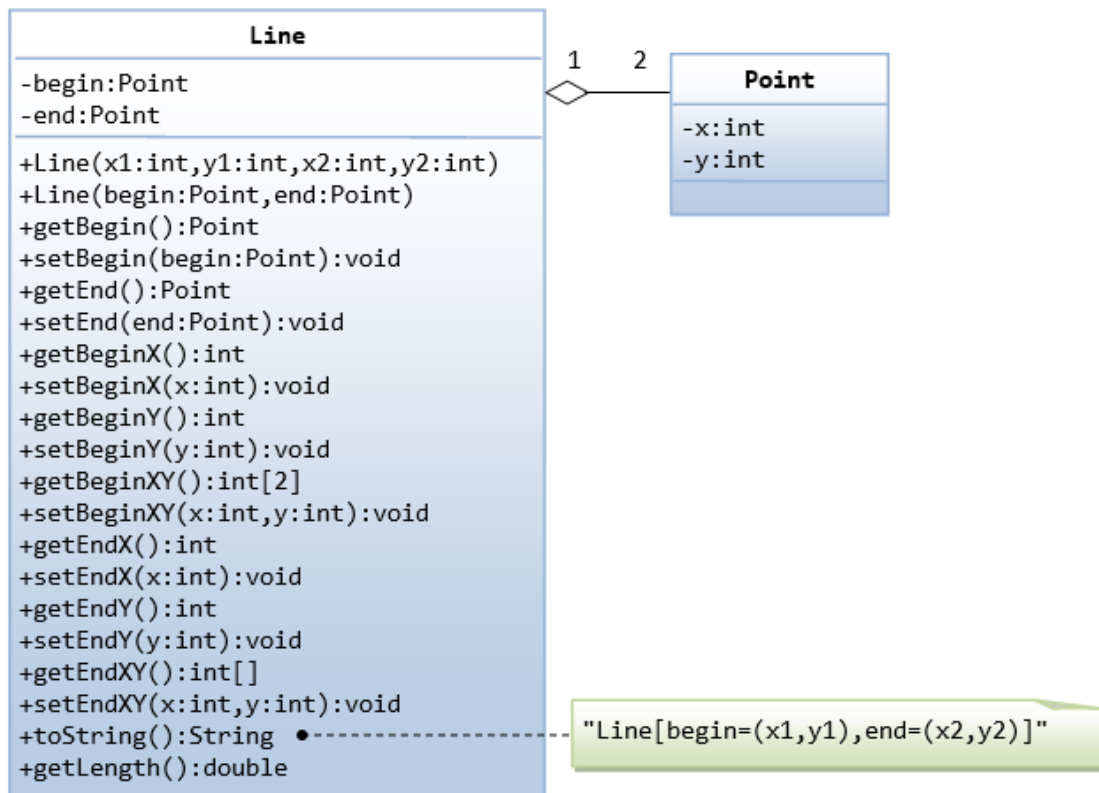 Line
-begin:Point
-end:Point
+Line(x1:int,y1:int,x2:int,y2:int)
+Line(begin:Point,end:Point)
+getBegin():Point
+setBegin(begin:Point):void
+getEnd():Point
+setEnd(end:Point):void
+getBeginX():int
+setBeginX(x:int):void
+getBeginY():int
+setBeginY(y:int):void
+getBeginXY():int[2]
+setBeginXY(x:int,y:int):void
+getEndX():int
+setEndX(x:int):void
+getEndY():int
+setEndY(y:int):void
+getEndXY():int[]
+setEndXY(x:int,y:int):void
+toString():String
+getLength():double
1 2
Point
-x:int
-y:int
"Line[begin=(x1,y1),end=(x2,y2)]"